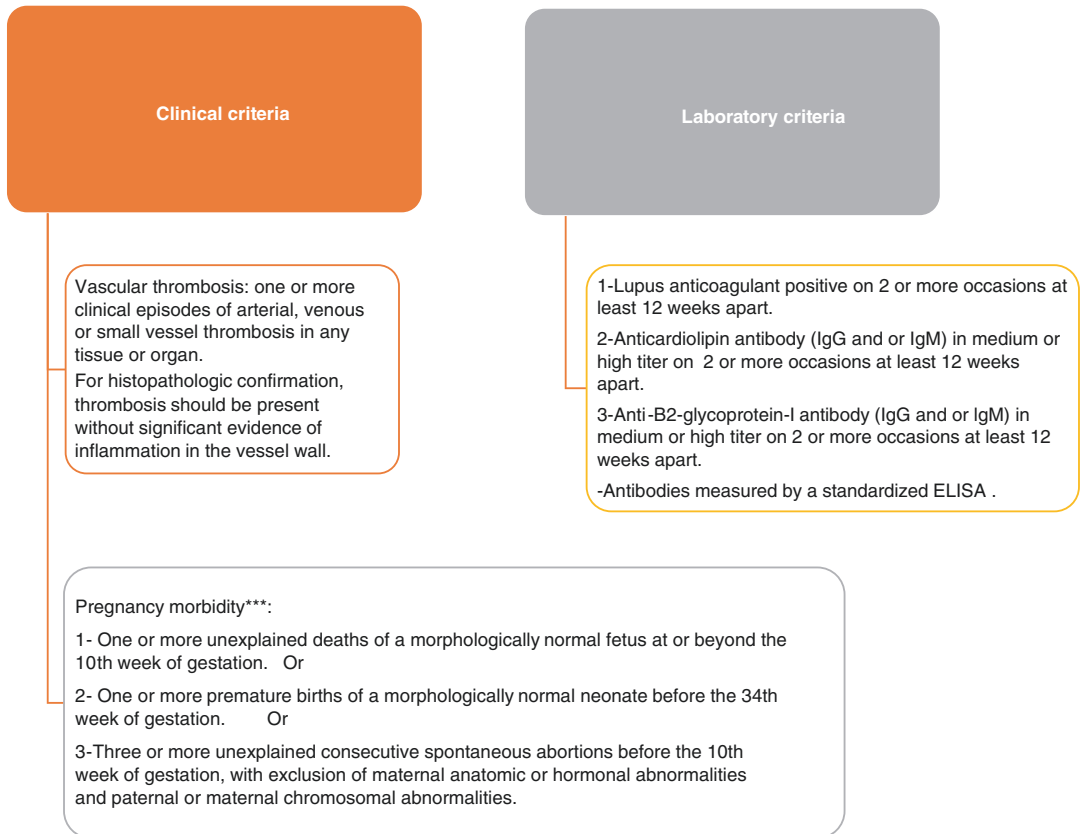 Clinical criteria
Laboratory criteria
Vascular thrombosis: one or more
clinical episodes of arterial, venous
or small vessel thrombosis in any
tissue or organ.
For histopathologic confirmation,
thrombosis should be present
without significant evidence of
inflammation in the vessel wall.
1-Lupus anticoagulant positive on 2 or more occasions at
least 12 weeks apart.
2-Anticardiolipin antibody (IgG and or IgM) in medium or
high titer on 2 or more occasions at least 12 weeks
apart.
3-Anti-B2-glycoprotein-I antibody (IgG and or IgM) in
medium or high titer on 2 or more occasions at least 12
weeks apart.
-Antibodies measured by a standardized ELISA .
Pregnancy morbidity***:
1- One or more unexplained deaths of a morphologically normal fetus at or beyond the
10th week of gestation. Or
2- One or more premature births of a morphologically normal neonate before the 34th
week of gestation. Or
3-Three or more unexplained consecutive spontaneous abortions before the 10th
week of gestation, with exclusion of maternal anatomic or hormonal abnormalities
and paternal or maternal chromosomal abnormalities.